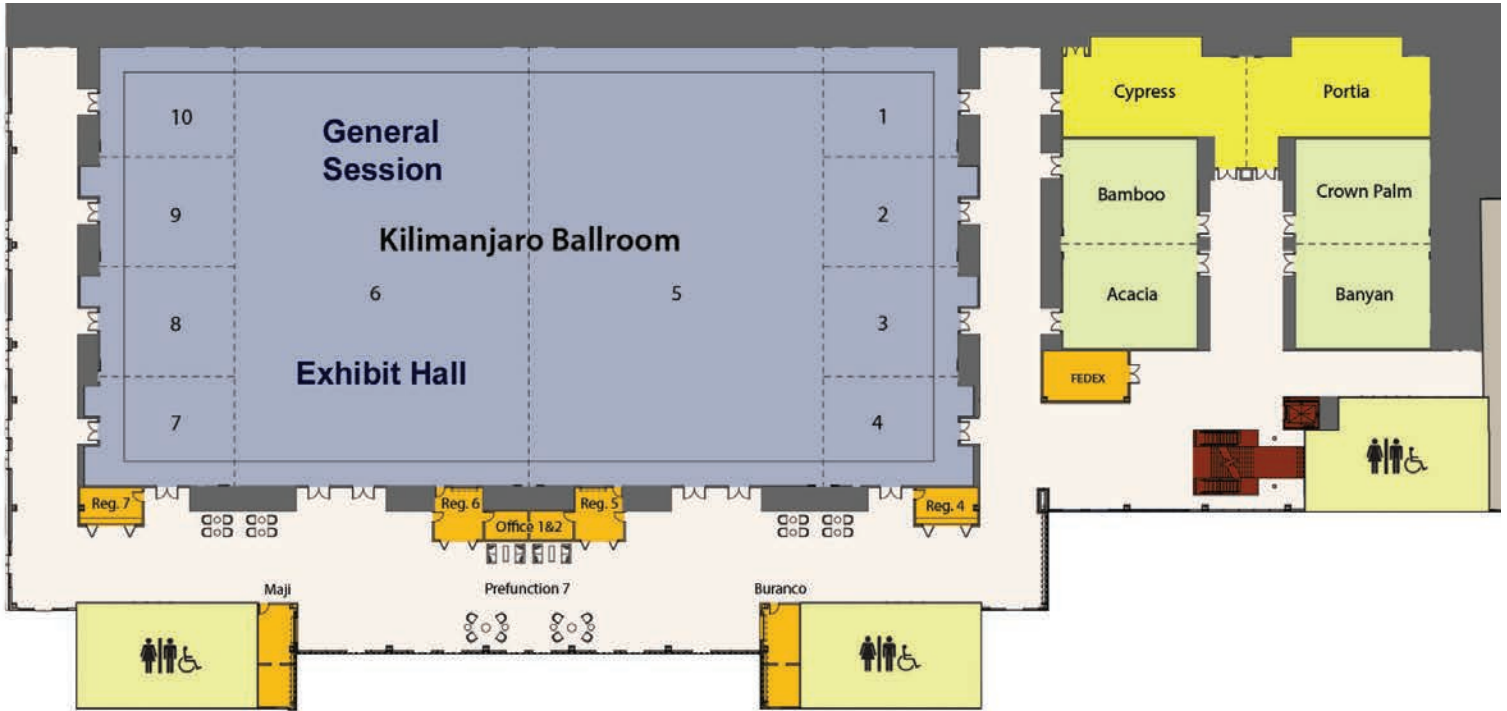 Cypress
Portia
10
General
Session
1
Bamboo
Crown Palm
9
2
Kilimanjaro Ballroom
6
5
Acacia
Banyan
8
3
Exhibit Hall
FEDEX
7
4
Reg. 7
Reg. 6
Reg. 5
Reg. 4
Office 1&2
Maji
Prefunction 7
Buranco